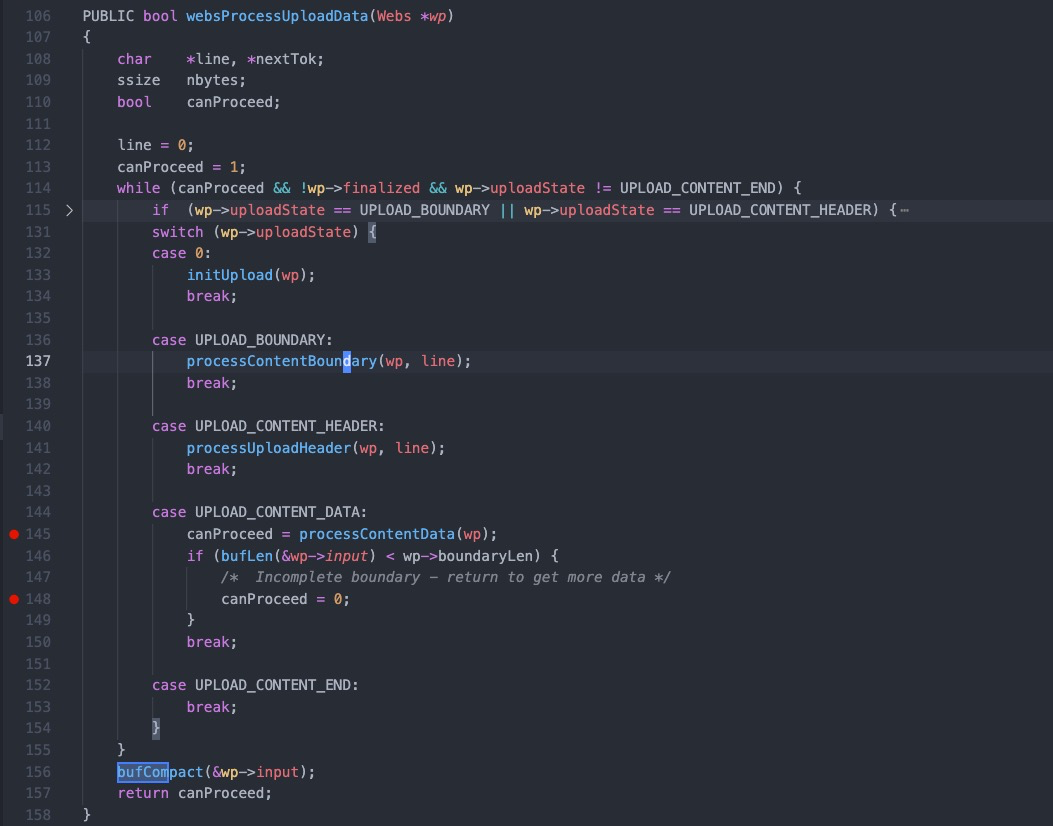 106 PUBLIC bool websProcessUploadData(Webs *wp)
107 {
108     char    *line, *nextTok;
109     ssize   nbytes;
110     bool    canProceed;
111
112     line = 0;
113     canProceed = 1;
114     while (canProceed && !wp->finalized && wp->uploadState != UPLOAD_CONTENT_END) {
115         if  (wp->uploadState == UPLOAD_BOUNDARY || wp->uploadState == UPLOAD_CONTENT_HEADER) {⋯
131         switch (wp->uploadState) {
132         case 0:
133             initUpload(wp);
134             break;
135
136         case UPLOAD_BOUNDARY:
137             processContentBoundary(wp, line);
138             break;
139
140         case UPLOAD_CONTENT_HEADER:
141             processUploadHeader(wp, line);
142             break;
143
144         case UPLOAD_CONTENT_DATA:
145             canProceed = processContentData(wp);
146             if (bufLen(&wp->input) < wp->boundaryLen) {
147                 /*  Incomplete boundary - return to get more data */
148                 canProceed = 0;
149             }
150             break;
151
152         case UPLOAD_CONTENT_END:
153             break;
154         }
155     }
156     bufCompact(&wp->input);
157     return canProceed;
158 }